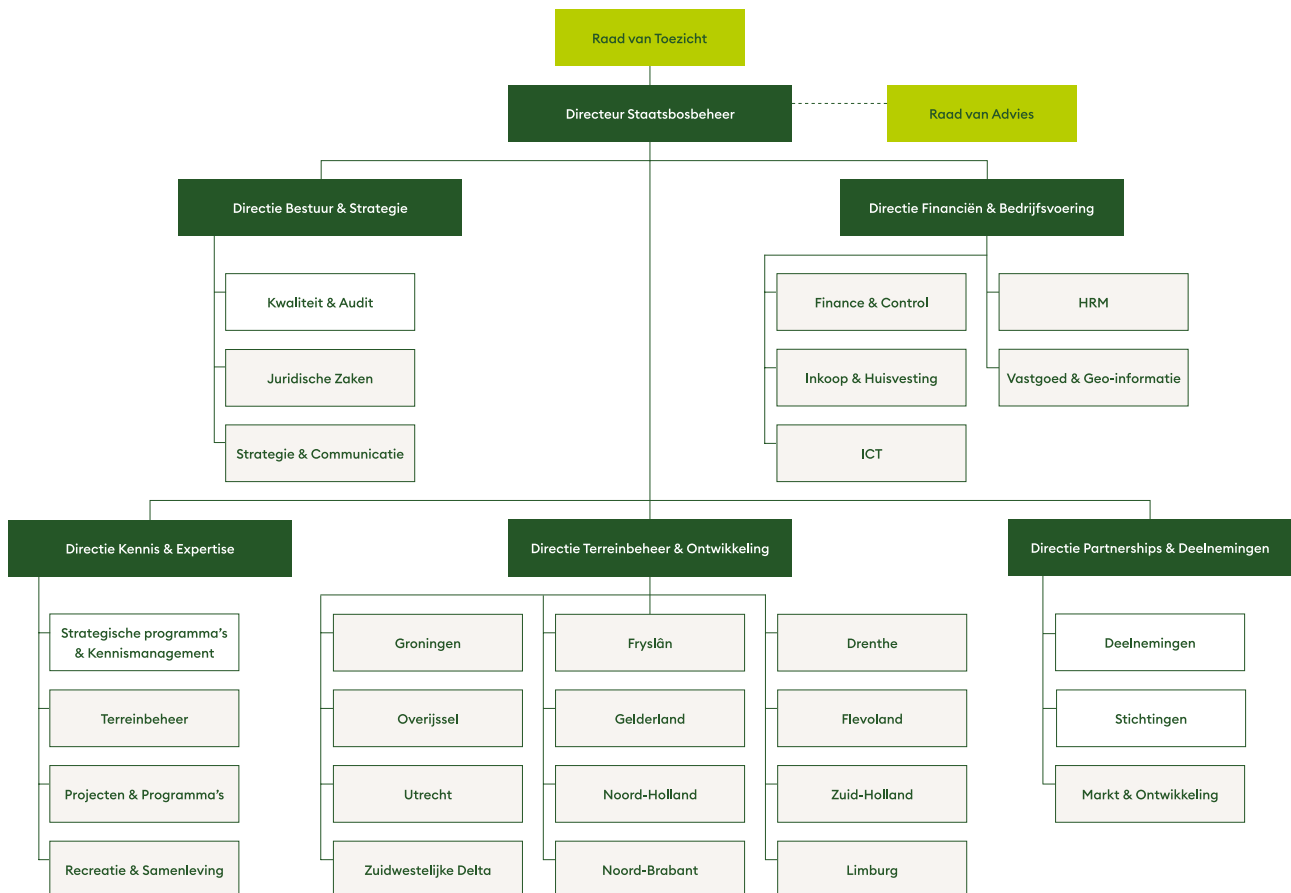 Raad van Toezicht
Directeur Staatsbosbeheer
Raad van Advies
Directie Bestuur & Strategie
Directie Financiën & Bedrijfsvoering
Kwaliteit & Audit
Finance & Control
HRM
Juridische Zaken
Inkoop & Huisvesting
Vastgoed & Geo-informatie
Strategie & Communicatie
ICT
Directie Kennis & Expertise
Directie Terreinbeheer & Ontwikkeling
Directie Partnerships & Deelnemingen
Strategische programma's
& Kennismanagement
Groningen
Fryslân
Drenthe
Deelnemingen
Terreinbeheer
Overijssel
Gelderland
Flevoland
Stichtingen
Projecten & Programma's
Utrecht
Noord-Holland
Zuid-Holland
Markt & Ontwikkeling
Recreatie & Samenleving
Zuidwestelijke Delta
Noord-Brabant
Limburg